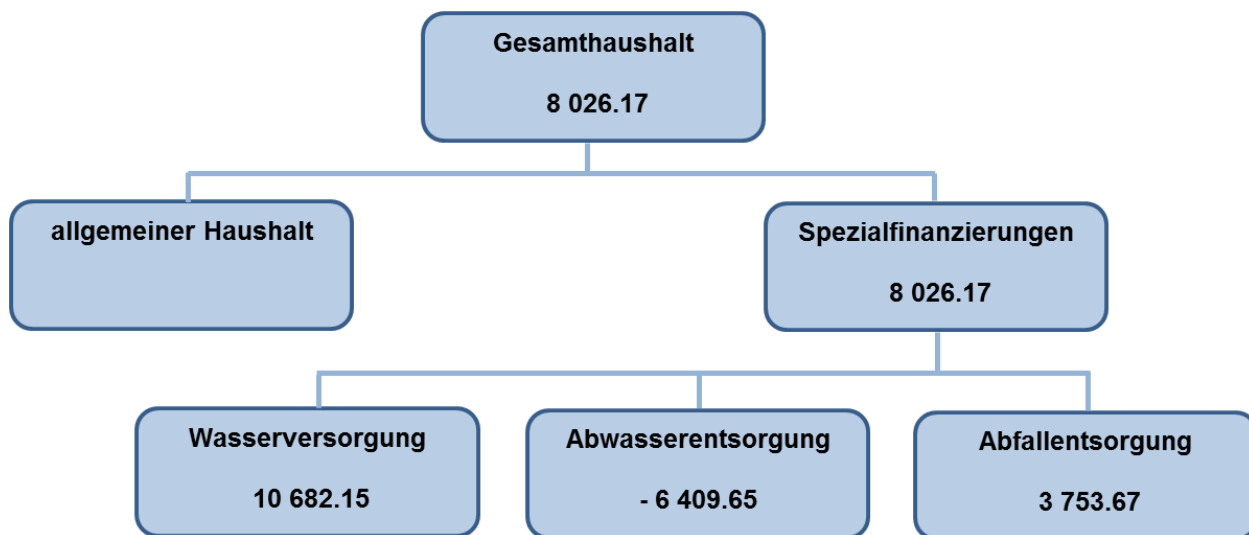 Gesamthaushalt
8 026.17
allgemeiner Haushalt
Spezialfinanzierungen
8 026.17
Wasserversorgung
10 682.15
Abwasserentsorgung
- 6 409.65
Abfallentsorgung
3 753.67